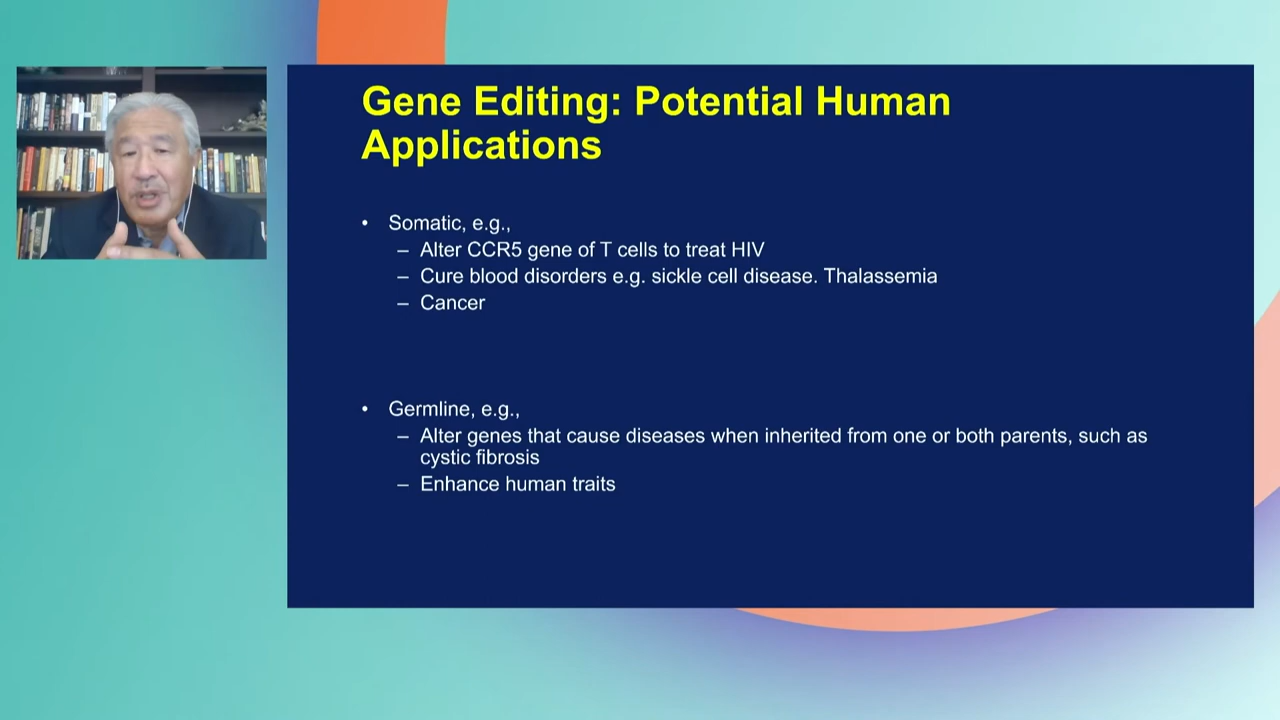 Gene Editing: Potential Human
Applications
• Somatic, e.g.,
– Alter CCR5 gene of T cells to treat HIV
– Cure blood disorders e.g. sickle cell disease. Thalassemia
– Cancer
• Germline, e.g.,
– Alter genes that cause diseases when inherited from one or both parents, such as
cystic fibrosis
– Enhance human traits